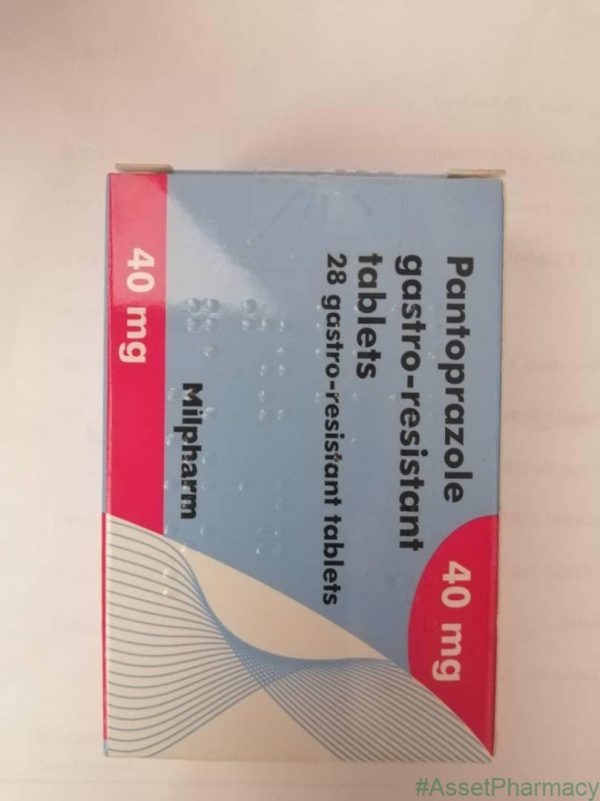 Pantoprazole
gastro-resistant
tablets
28 gastro-resistant tablets
40 mg
Milpharm
40 mg
#AssetPharmacy